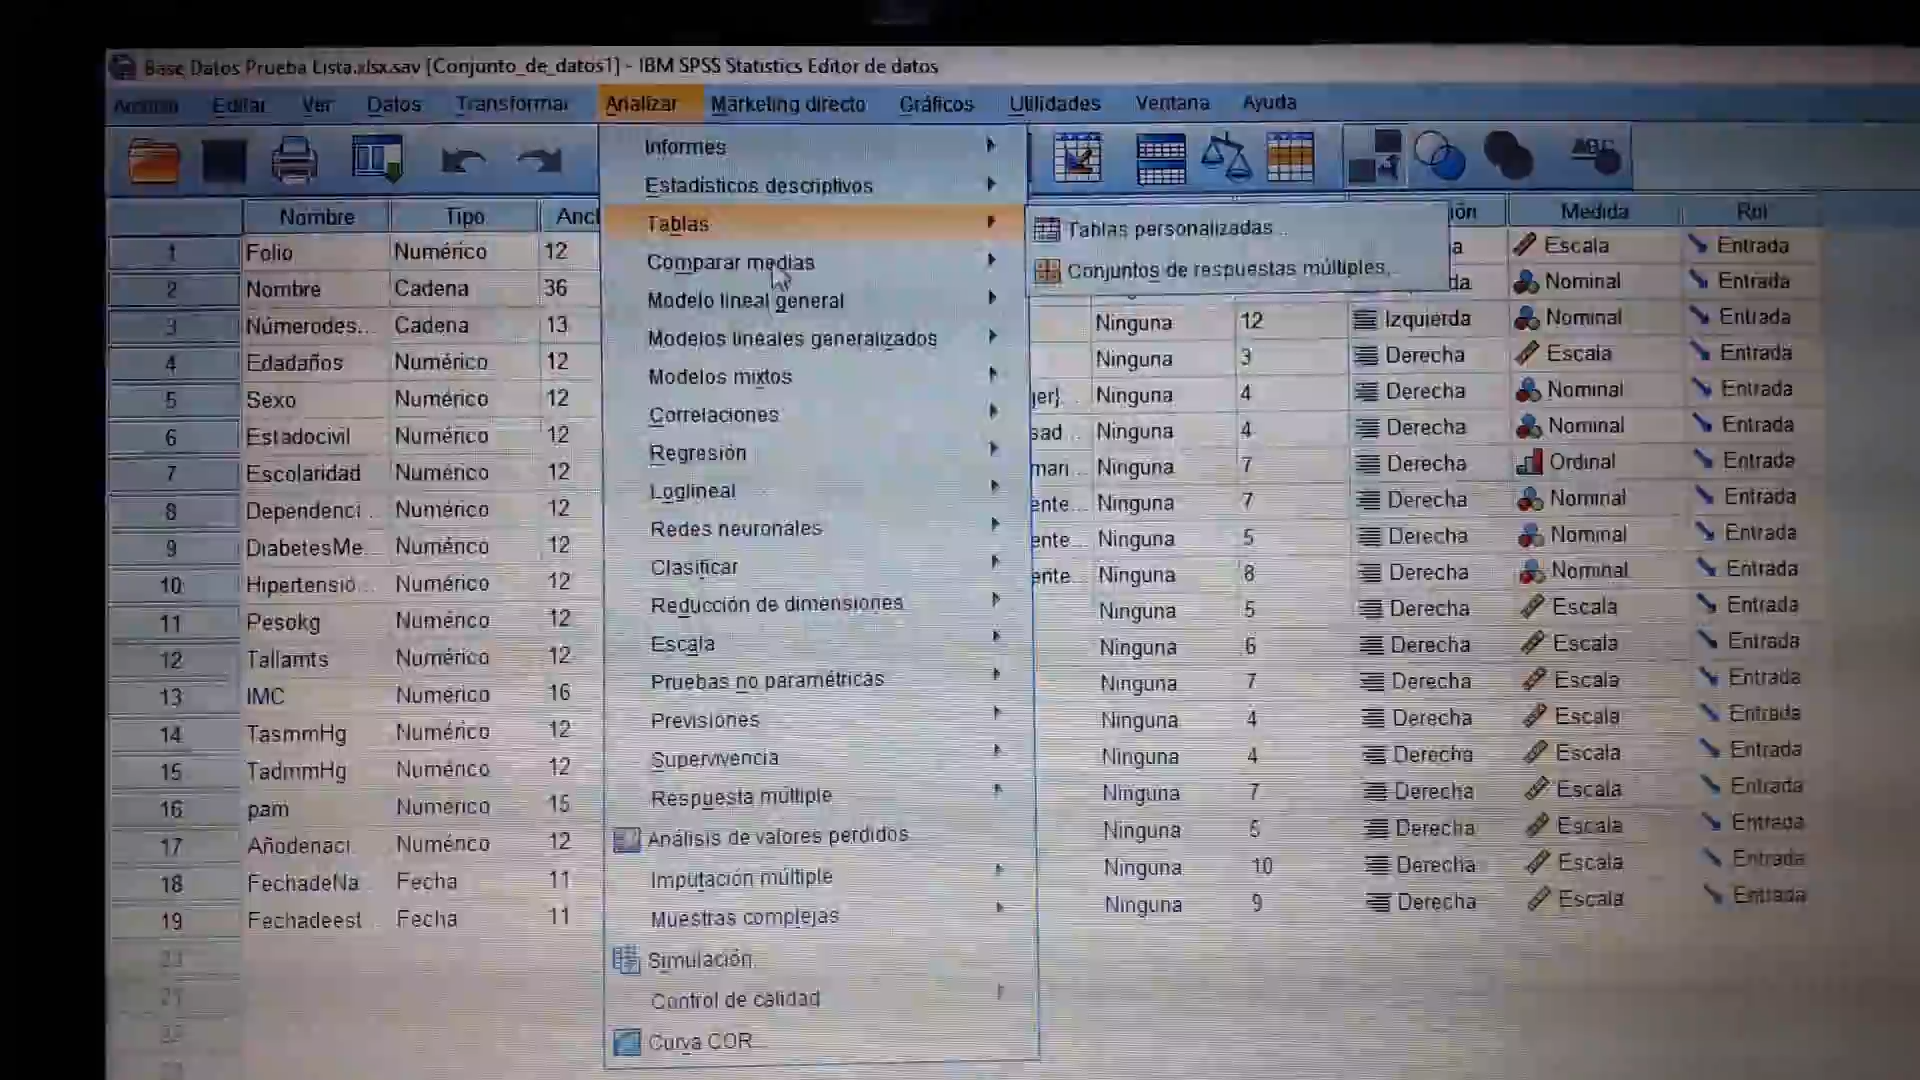 Base Datos Prueba Lista.xlsx.sav [Conjunto_de_datos1] - IBM SPSS Statistics Editor de datos
Archivo Editar Ver Datos Transformar Analizar Marketing directo Gráficos Utilidades Ventana Ayuda
Informes
Estadísticos descriptivos
Tablas
Comparar medias
Modelo lineal general
Modelos lineales generalizados
Modelos mixtos
Correlaciones
Regresión
Loglineal
Redes neuronales
Clasificar
Reducción de dimensiones
Escala
Pruebas no paramétricas
Previsiones
Supervivencia
Respuesta múltiple
Análisis de valores perdidos
Imputación múltiple
Muestras complejas
Simulación...
Control de calidad
Curva COR...
Tablas personalizadas...
Conjuntos de respuestas múltiples...
Nombre Tipo Anch ión Medida Rol
1 Folio Numérico 12 a Escala Entrada
2 Nombre Cadena 36 da Nominal Entrada
3 Númerodes... Cadena 13 Ninguna 12 Izquierda Nominal Entrada
4 Edadaños Numérico 12 Ninguna 3 Derecha Escala Entrada
5 Sexo Numérico 12 jer}... Ninguna 4 Derecha Nominal Entrada
6 Estadocivil Numérico 12 sad... Ninguna 4 Derecha Nominal Entrada
7 Escolaridad Numérico 12 mari... Ninguna 7 Derecha Ordinal Entrada
8 Dependenci... Numérico 12 ente... Ninguna 7 Derecha Nominal Entrada
9 DiabetesMe... Numérico 12 ente... Ninguna 5 Derecha Nominal Entrada
10 Hipertensió... Numérico 12 ente... Ninguna 8 Derecha Nominal Entrada
11 Pesokg Numérico 12 Ninguna 5 Derecha Escala Entrada
12 Tallamts Numérico 12 Ninguna 6 Derecha Escala Entrada
13 IMC Numérico 16 Ninguna 7 Derecha Escala Entrada
14 TasmmHg Numérico 12 Ninguna 4 Derecha Escala Entrada
15 TadmmHg Numérico 12 Ninguna 4 Derecha Escala Entrada
16 pam Numérico 15 Ninguna 7 Derecha Escala Entrada
17 Añodenaci... Numérico 12 Ninguna 5 Derecha Escala Entrada
18 FechadeNa... Fecha 11 Ninguna 10 Derecha Escala Entrada
19 Fechadeest... Fecha 11 Ninguna 9 Derecha Escala Entrada
21
22